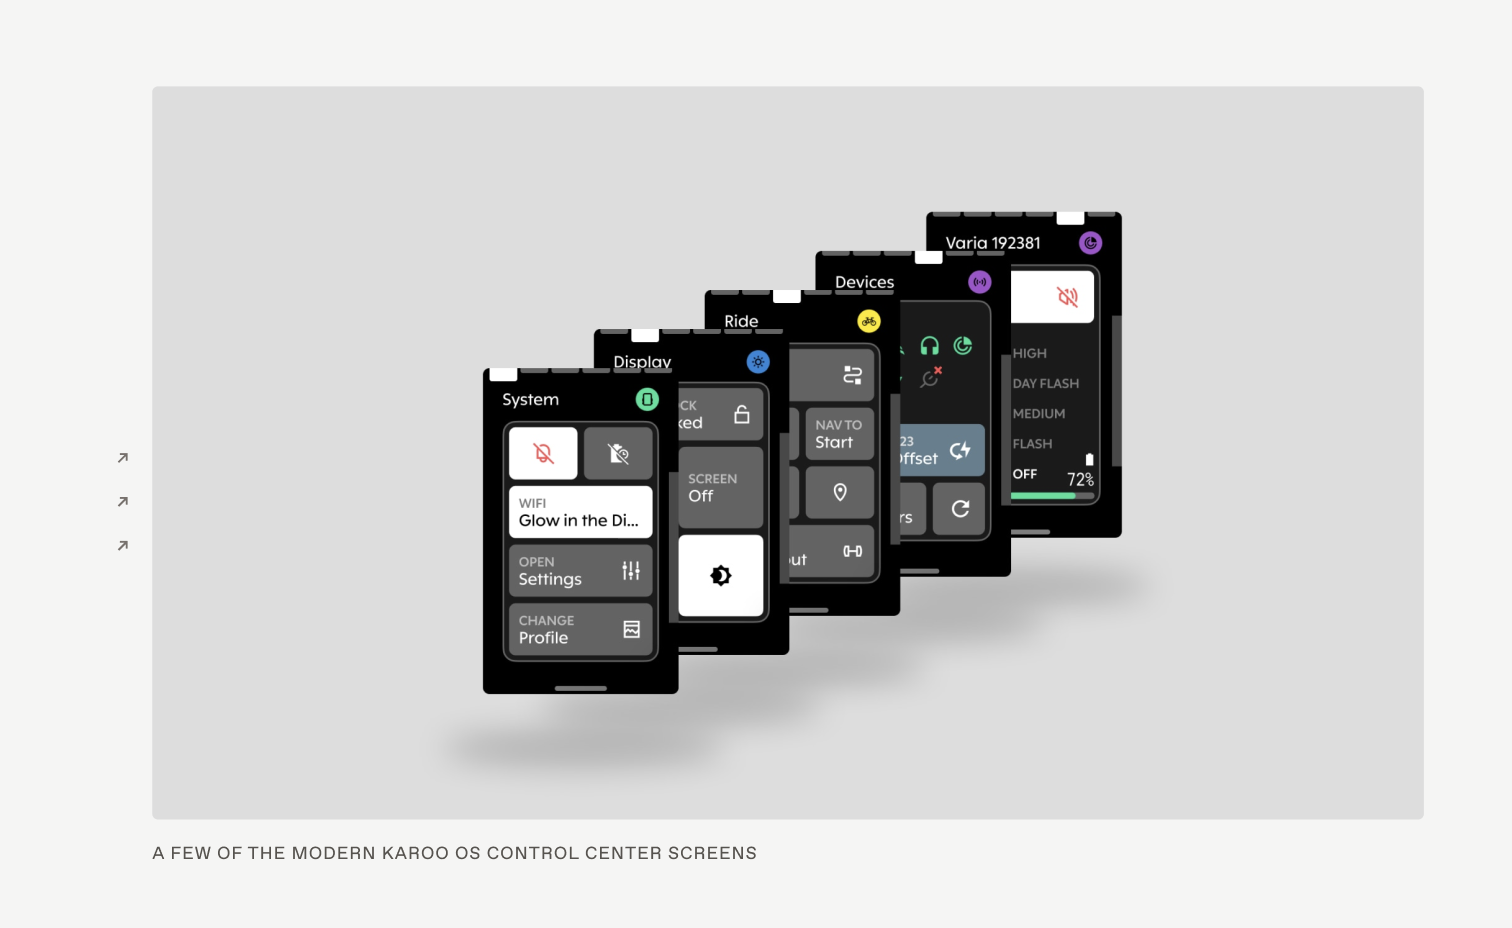 Varia 192381
HIGH
DAY FLASH
MEDIUM
FLASH
OFF
72%
Devices
23
Offset
rs
Ride
NAV TO
Start
out
Display
CK
ked
SCREEN
Off
System
WIFI
Glow in the Di...
OPEN
Settings
CHANGE
Profile
A FEW OF THE MODERN KAROO OS CONTROL CENTER SCREENS